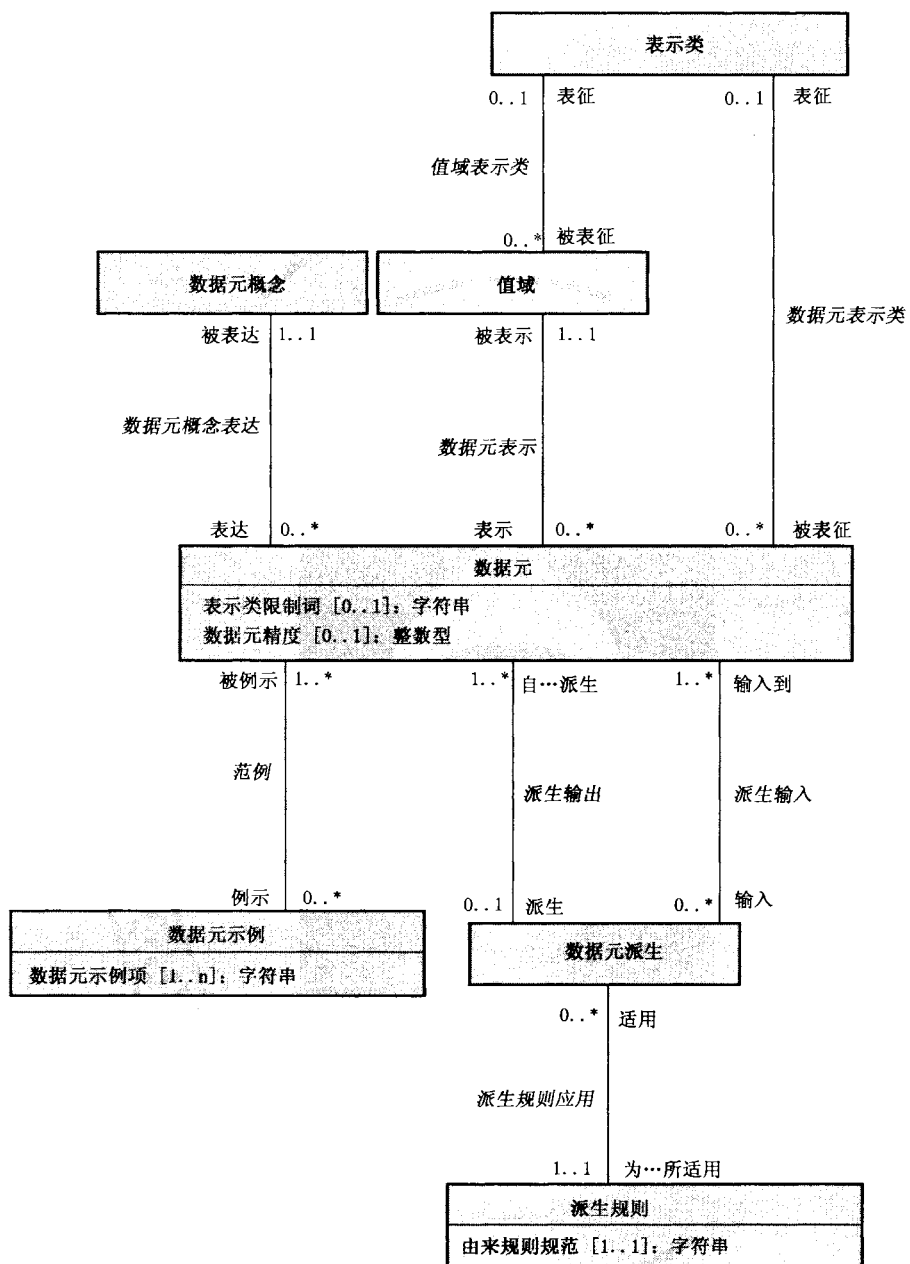 表示类
0..1 表征 0..1 表征
值域表示类
0..* 被表征
数据元概念 值域
数据元表示类
被表达 1..1 被表示 1..1
数据元概念表达
数据元表示
表达 0..* 表示 0..* 0..* 被表征
数据元
表示类限制词 [0..1]：字符串
数据元精度 [0..1]：整数型
被例示 1..* 1..* 自…派生 1..* 输入到
范例
派生输出 派生输入
例示 0..* 0..1 派生 0..* 输入
数据元示例
数据元派生
数据元示例项 [1..n]：字符串
0..* 适用
派生规则应用
1..1 为…所适用
派生规则
由来规则规范 [1..1]：字符串